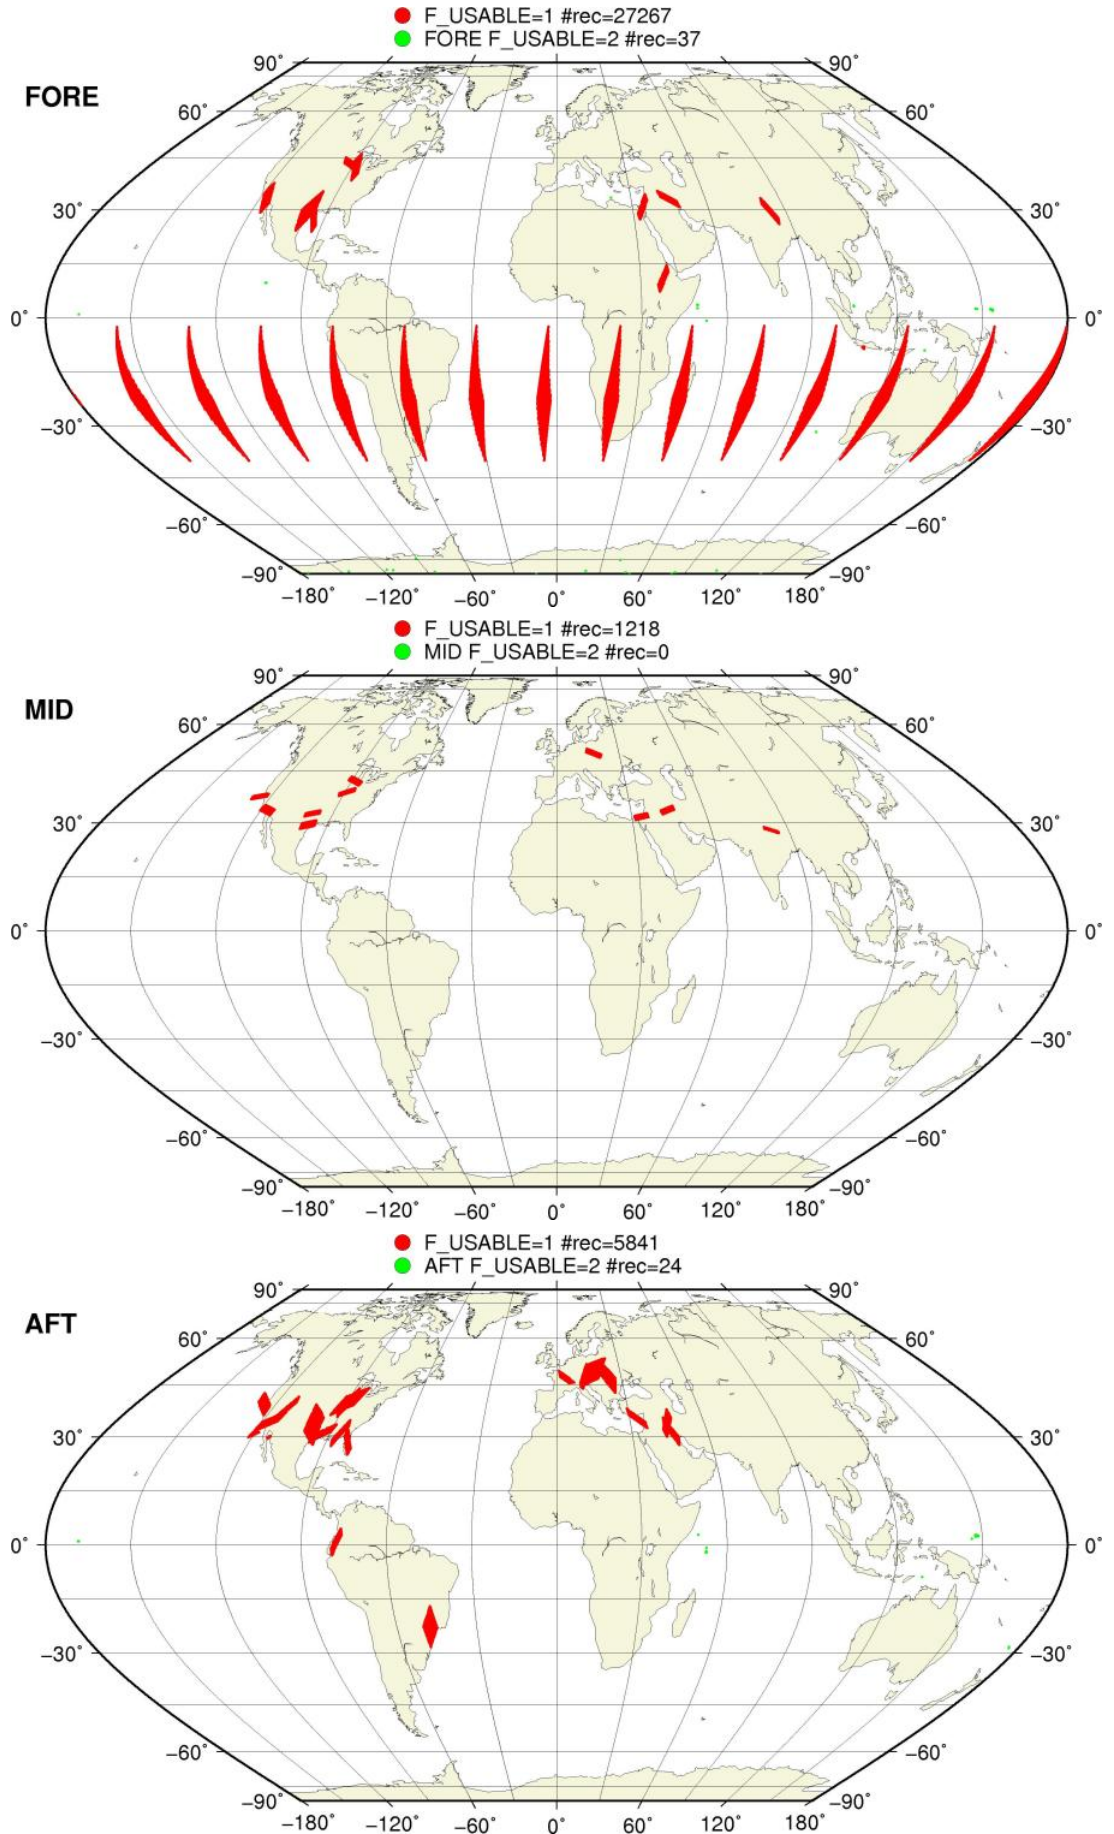 F_USABLE=1 #rec=27267
FORE F_USABLE=2 #rec=37
FORE
90° 90°
60° 60°
30° 30°
0° 0°
−30° −30°
−60° −60°
−90° −90°
−180° −120° −60° 0° 60° 120° 180°
F_USABLE=1 #rec=1218
MID F_USABLE=2 #rec=0
MID
90° 90°
60° 60°
30° 30°
0° 0°
−30° −30°
−60° −60°
−90° −90°
−180° −120° −60° 0° 60° 120° 180°
F_USABLE=1 #rec=5841
AFT F_USABLE=2 #rec=24
AFT
90° 90°
60° 60°
30° 30°
0° 0°
−30° −30°
−60° −60°
−90° −90°
−180° −120° −60° 0° 60° 120° 180°